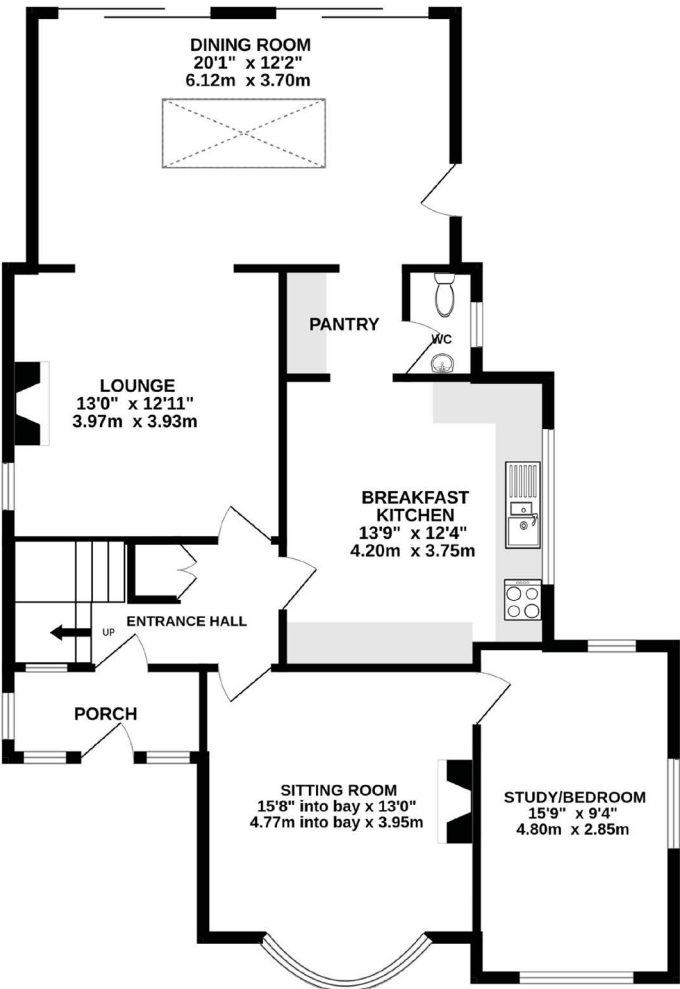 DINING ROOM
20'1" x 12'2"
6.12m x 3.70m
PANTRY
WC
LOUNGE
13'0" x 12'11"
3.97m x 3.93m
BREAKFAST
KITCHEN
13'9" x 12'4"
4.20m x 3.75m
ENTRANCE HALL
UP
PORCH
SITTING ROOM
15'8" into bay x 13'0"
4.77m into bay x 3.95m
STUDY/BEDROOM
15'9" x 9'4"
4.80m x 2.85m